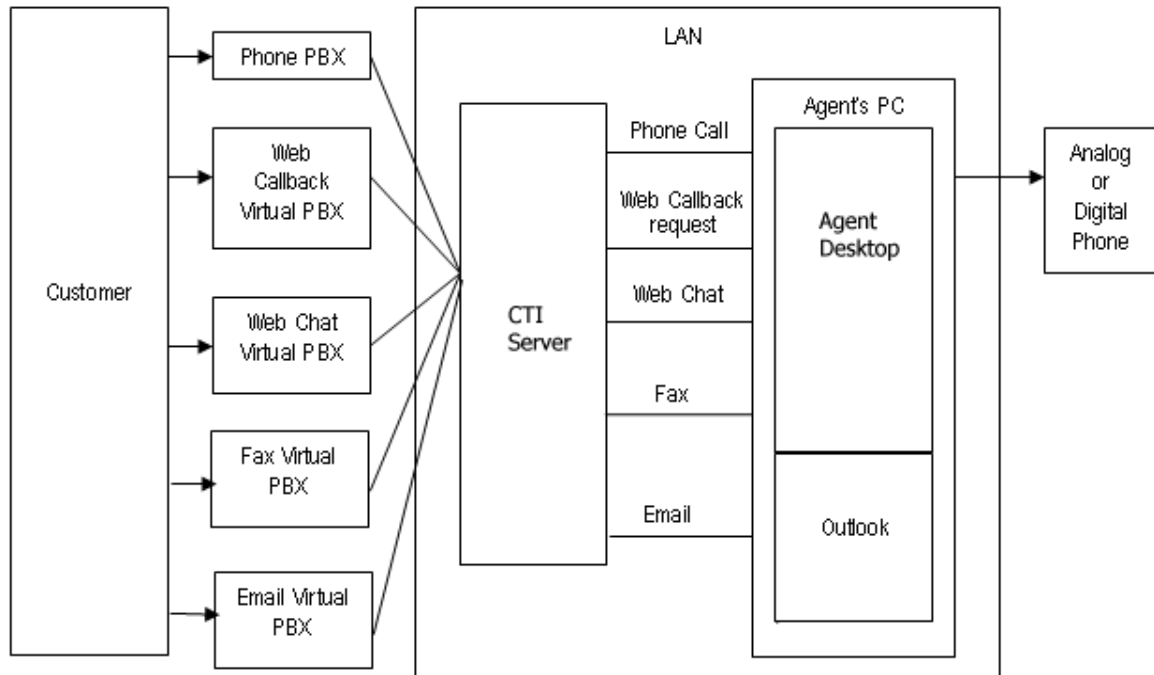 Customer
Phone PBX
Web
Callback
Virtual PBX
Web Chat
Virtual PBX
Fax Virtual
PBX
Email Virtual
PBX
LAN
CTI
Server
Phone Call
Web Callback
request
Web Chat
Fax
Email
Agent's PC
Agent
Desktop
Outlook
Analog
or
Digital
Phone